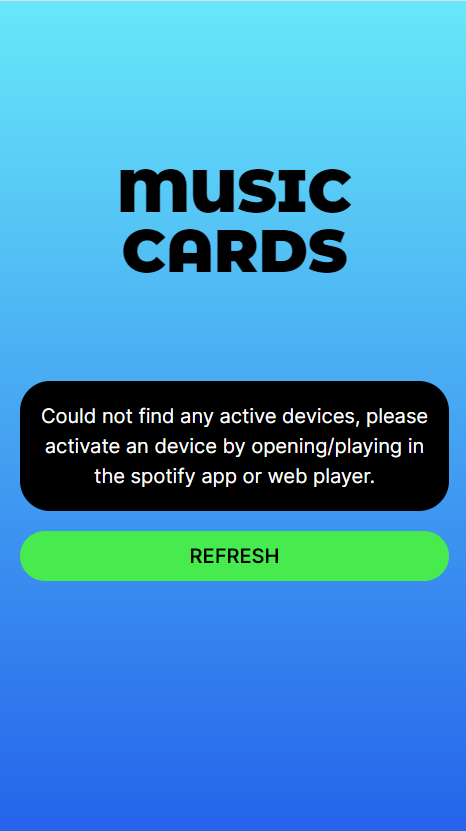 MUSIC
CARDS
Could not find any active devices, please
activate an device by opening/playing in
the spotify app or web player.
REFRESH